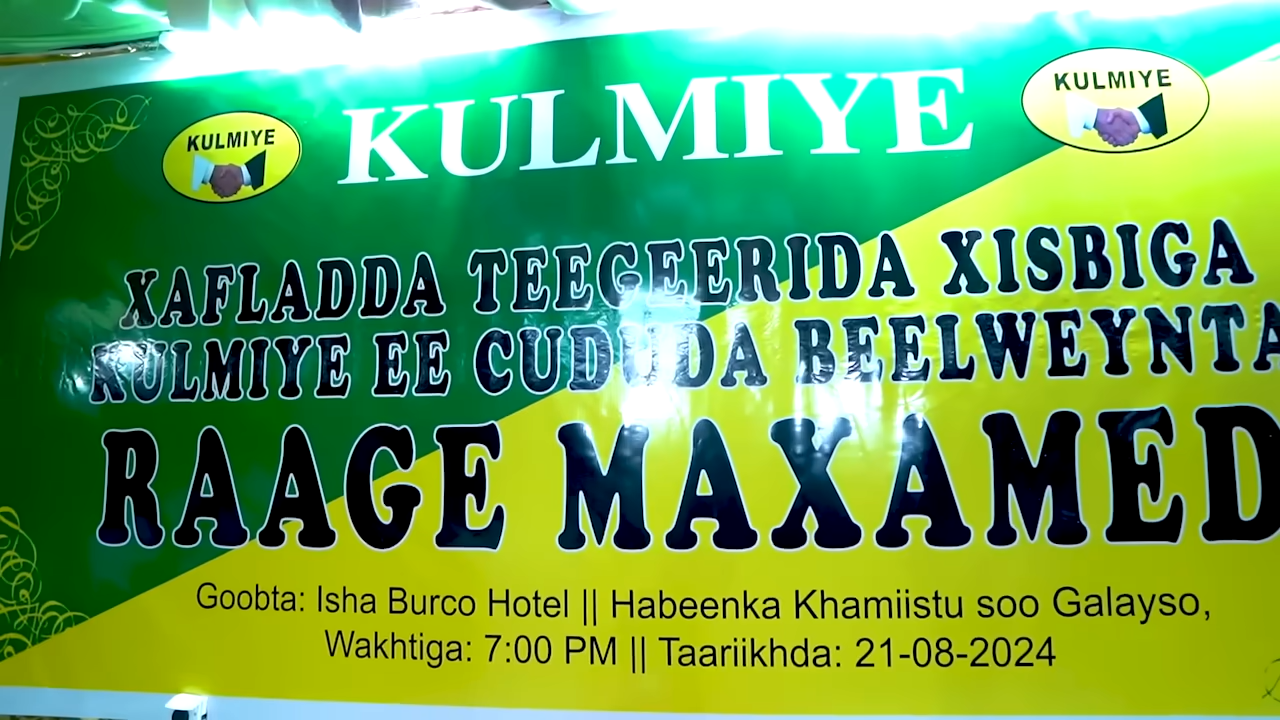 KULMIYE
KULMIYE
KULMIYE
XAFLADDA TEEGEERIDA XISBIGA
KULMIYE EE CUDUDA BEELWEYNTA
RAAGE MAXAMED
Goobta: Isha Burco Hotel || Habeenka Khamiistu soo Galayso,
Wakhtiga: 7:00 PM || Taariikhda: 21-08-2024